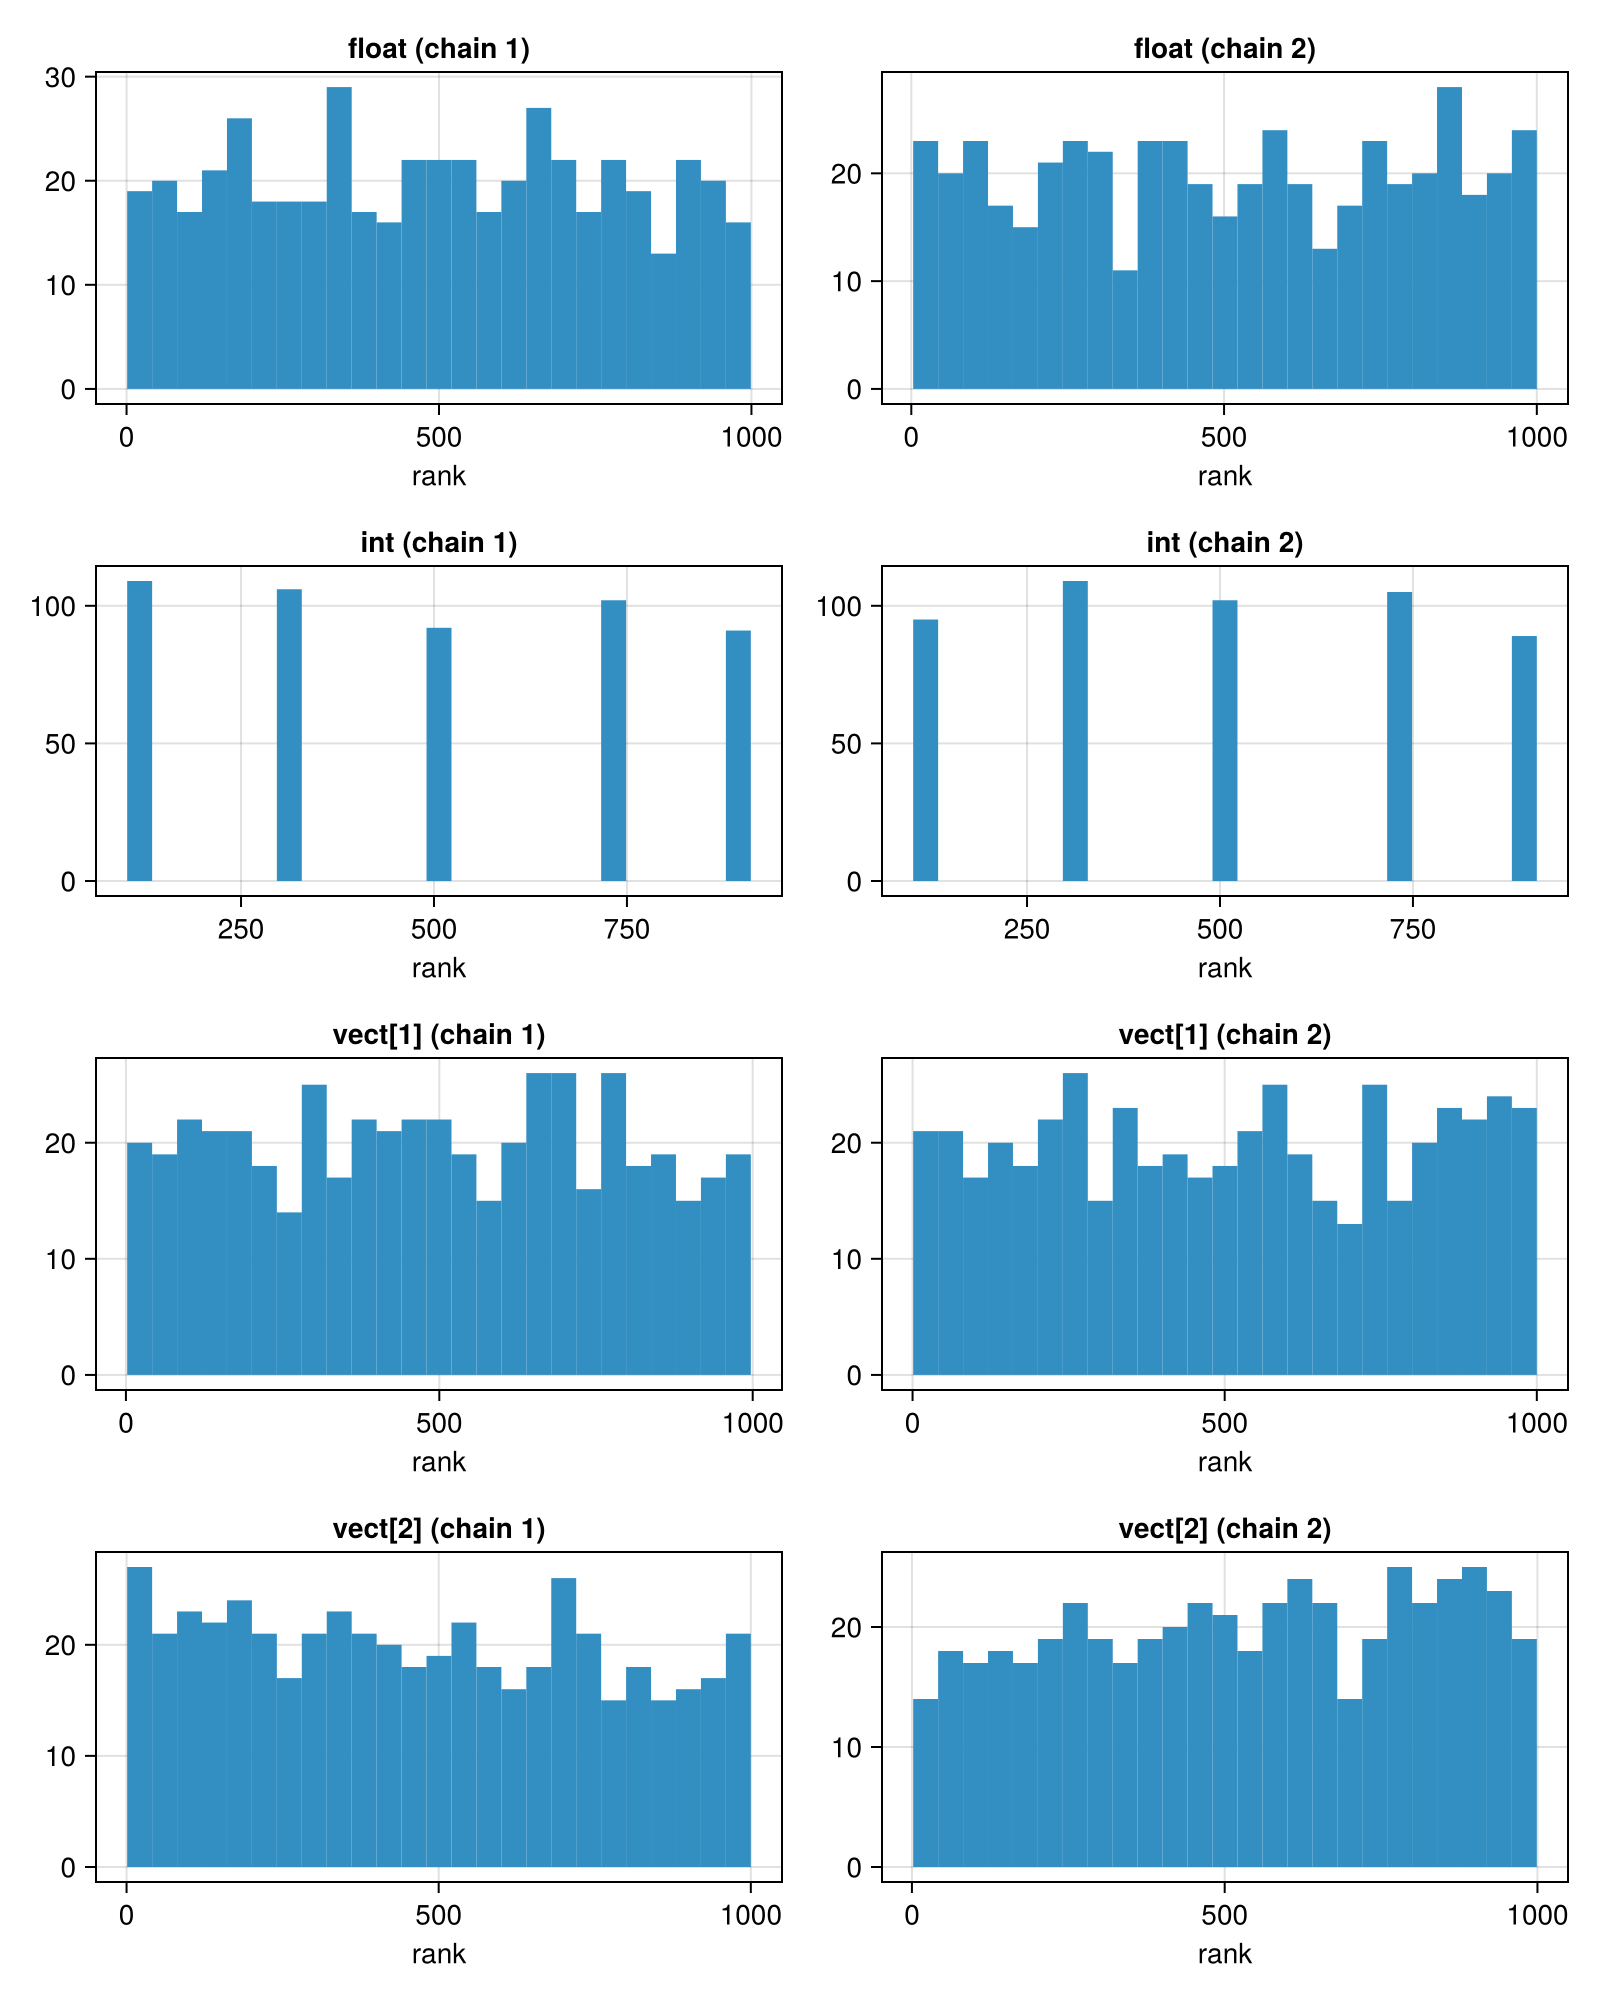 float (chain 1)
30
20
10
0
0 500 1000
rank
float (chain 2)
20
10
0
0 500 1000
rank
int (chain 1)
100
50
0
250 500 750
rank
int (chain 2)
100
50
0
250 500 750
rank
vect[1] (chain 1)
20
10
0
0 500 1000
rank
vect[1] (chain 2)
20
10
0
0 500 1000
rank
vect[2] (chain 1)
20
10
0
0 500 1000
rank
vect[2] (chain 2)
20
10
0
0 500 1000
rank